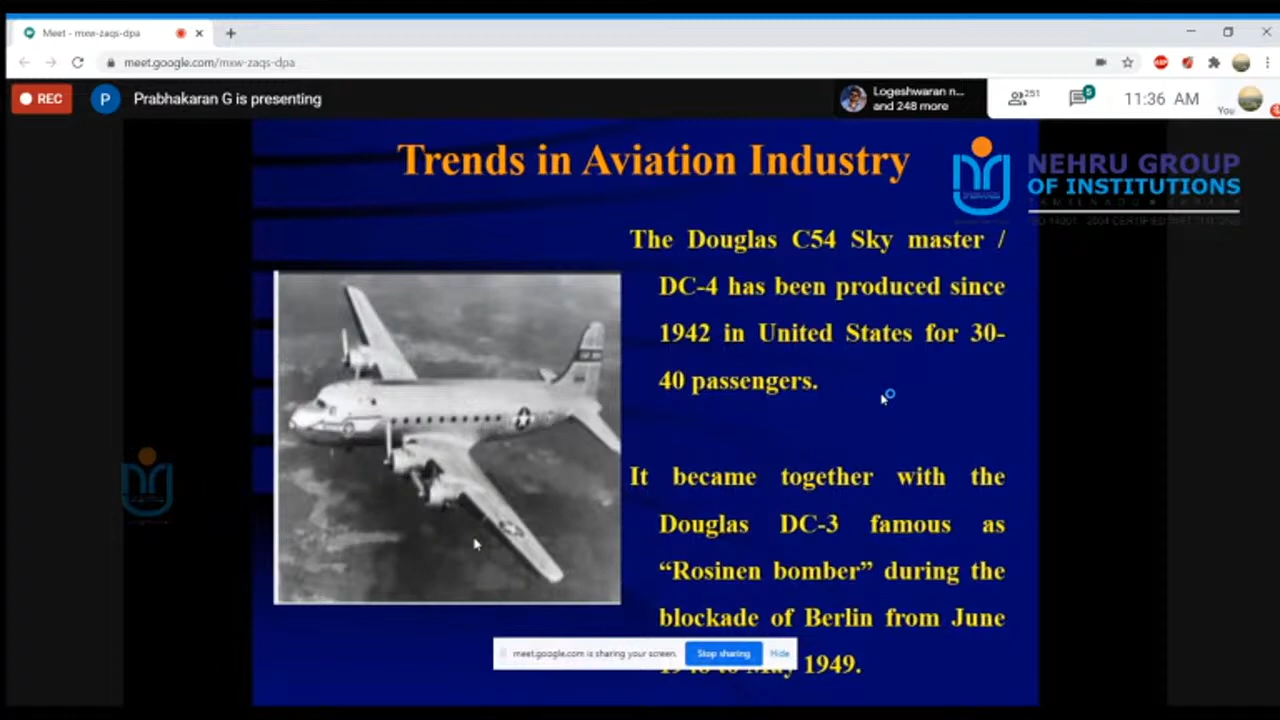 Meet - mxw-zaqs-dpa
meet.google.com/mxw-zaqs-dpa
REC
P
Prabhakaran G is presenting
Logeshwaran n...
and 248 more
251
5
11:36 AM
You
Trends in Aviation Industry
NEHRU GROUP
OF INSTITUTIONS
The Douglas C54 Sky master /
DC-4 has been produced since
1942 in United States for 30-
40 passengers.
It became together with the
Douglas DC-3 famous as
“Rosinen bomber” during the
blockade of Berlin from June
1948 to May 1949.
meet.google.com is sharing your screen.
Stop sharing
Hide